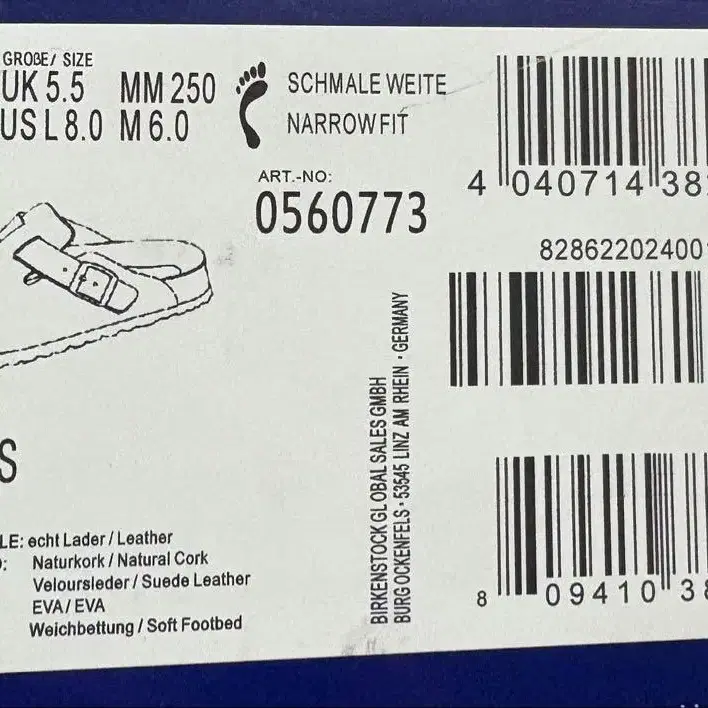 GROBE/ SIZE
UK 5.5 MM 250
US L 8.0 M 6.0
SCHMALE WEITE
NARROW FIT
ART.-NO:
0560773
4 040714 38
82862202400
BIRKENSTOCK GLOBAL SALES GMBH
BURG OCKENFELS · 53545 LINZ AM RHEIN · GERMANY
S
LE: echt Lader / Leather
Naturkork / Natural Cork
Veloursleder / Suede Leather
EVA / EVA
Weichbettung / Soft Footbed
8 09410 38